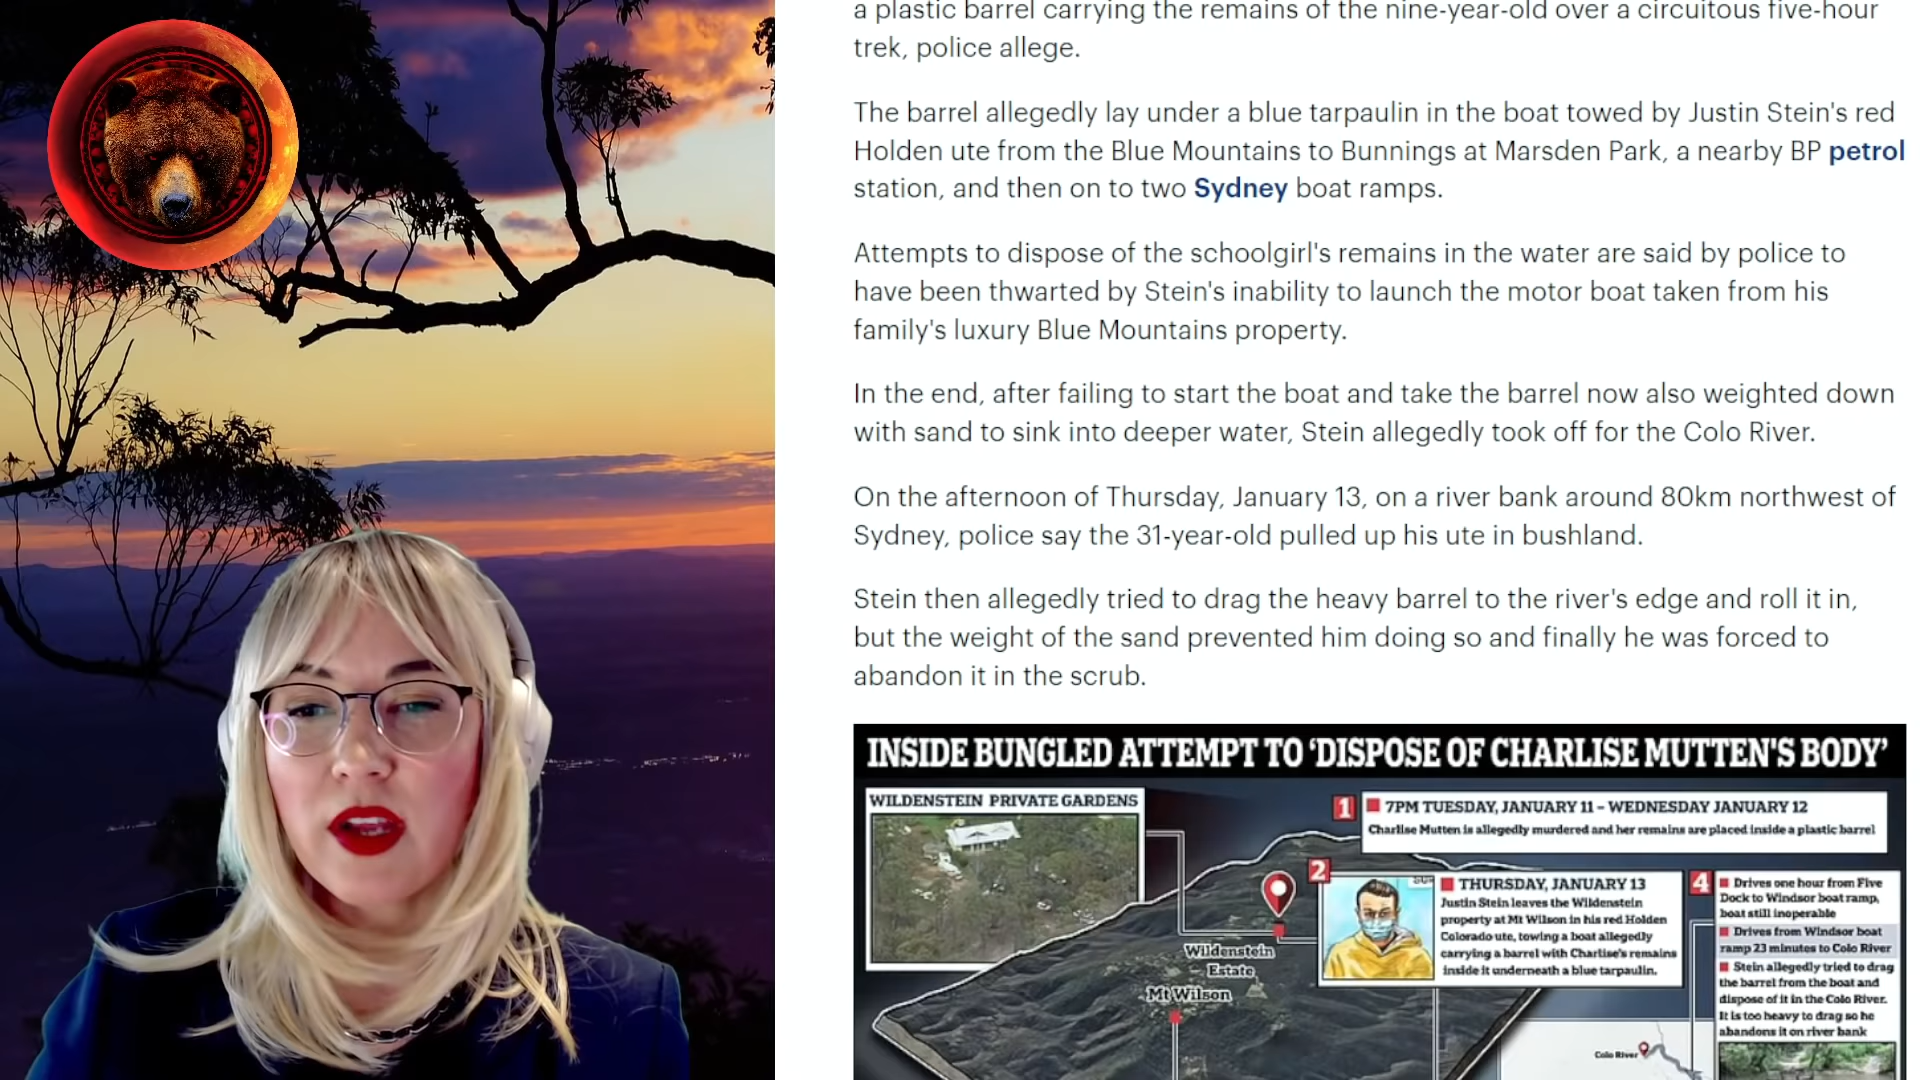 a plastic barrel carrying the remains of the nine-year-old over a circuitous five-hour
trek, police allege.
The barrel allegedly lay under a blue tarpaulin in the boat towed by Justin Stein's red
Holden ute from the Blue Mountains to Bunnings at Marsden Park, a nearby BP petrol
station, and then on to two Sydney boat ramps.
Attempts to dispose of the schoolgirl's remains in the water are said by police to
have been thwarted by Stein's inability to launch the motor boat taken from his
family's luxury Blue Mountains property.
In the end, after failing to start the boat and take the barrel now also weighted down
with sand to sink into deeper water, Stein allegedly took off for the Colo River.
On the afternoon of Thursday, January 13, on a river bank around 80km northwest of
Sydney, police say the 31-year-old pulled up his ute in bushland.
Stein then allegedly tried to drag the heavy barrel to the river's edge and roll it in,
but the weight of the sand prevented him doing so and finally he was forced to
abandon it in the scrub.
INSIDE BUNGLED ATTEMPT TO 'DISPOSE OF CHARLISE MUTTEN'S BODY'
WILDENSTEIN PRIVATE GARDENS
1
7PM TUESDAY, JANUARY 11 – WEDNESDAY JANUARY 12
Charlise Mutten is allegedly murdered and her remains are placed inside a plastic barrel
2
THURSDAY, JANUARY 13
Justin Stein leaves the Wildenstein
property at Mt Wilson in his red Holden
Colorado ute, towing a boat allegedly
carrying a barrel with Charlise's remains
inside it underneath a blue tarpaulin.
4
Drives one hour from Five
Dock to Windsor boat ramp,
boat still inoperable
Drives from Windsor boat
ramp 23 minutes to Colo River
Stein allegedly tried to drag
the barrel from the boat and
dispose of it in the Colo River.
It is too heavy to drag so he
abandons it on river bank
Wildenstein
Estate
Mt Wilson
Colo River